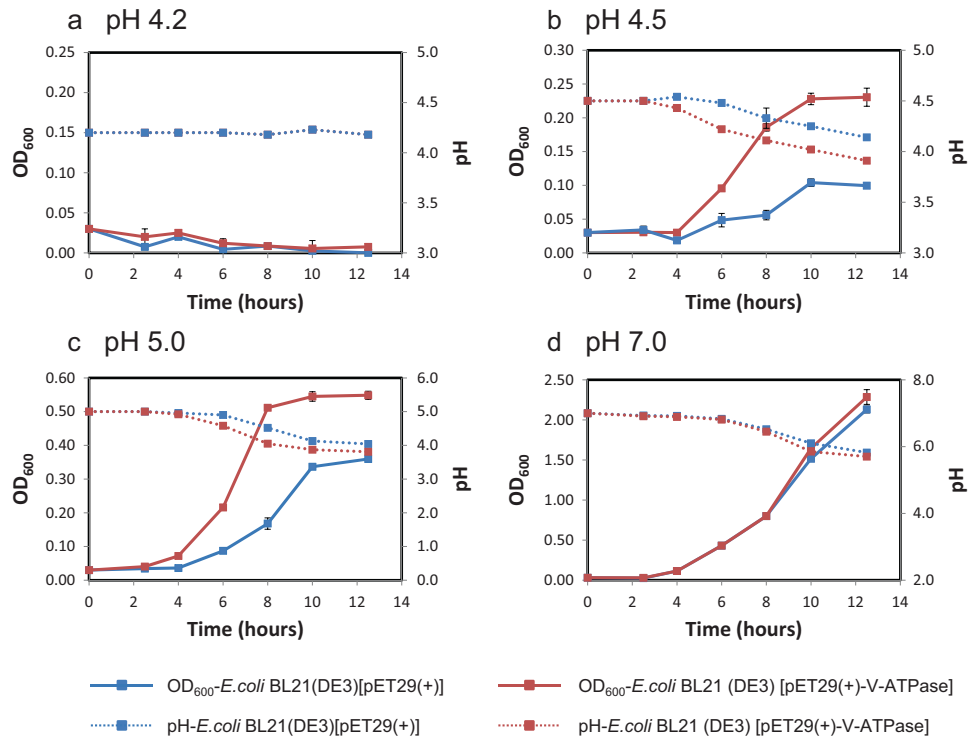 a pH 4.2
0.25
0.20
0.15
0.10
0.05
0.00
OD600
5.0
4.5
4.0
3.5
3.0
pH
0 2 4 6 8 10 12 14
Time (hours)
b pH 4.5
0.30
0.25
0.20
0.15
0.10
0.05
0.00
OD600
5.0
4.5
4.0
3.5
3.0
pH
0 2 4 6 8 10 12 14
Time (hours)
c pH 5.0
0.60
0.50
0.40
0.30
0.20
0.10
0.00
OD600
6.0
5.0
4.0
3.0
2.0
1.0
0.0
pH
0 2 4 6 8 10 12 14
Time (hours)
d pH 7.0
2.50
2.00
1.50
1.00
0.50
0.00
OD600
8.0
6.0
4.0
2.0
pH
0 2 4 6 8 10 12 14
Time (hours)
OD600-E.coli BL21(DE3)[pET29(+)]
OD600-E.coli BL21 (DE3) [pET29(+)-V-ATPase]
pH-E.coli BL21(DE3)[pET29(+)]
pH-E.coli BL21 (DE3) [pET29(+)-V-ATPase]